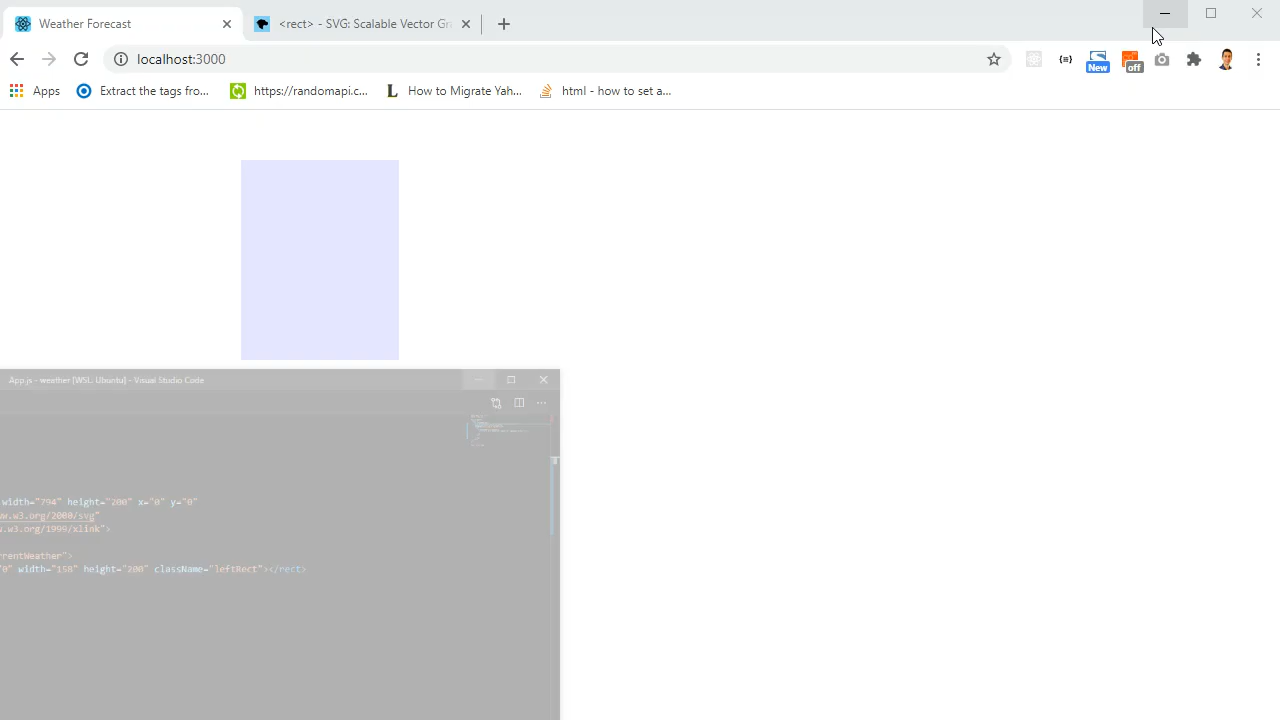 Weather Forecast
<rect> - SVG: Scalable Vector Gr
localhost:3000
New
off
Apps
Extract the tags fro...
https://randomapi.c...
How to Migrate Yah...
html - how to set a...
App.js - weather [WSL: Ubuntu] - Visual Studio Code
width="794" height="200" x="0" y="0"
ww.w3.org/2000/svg"
w.w3.org/1999/xlink">
rrentWeather">
"0" width="158" height="200" className="leftRect"></rect>